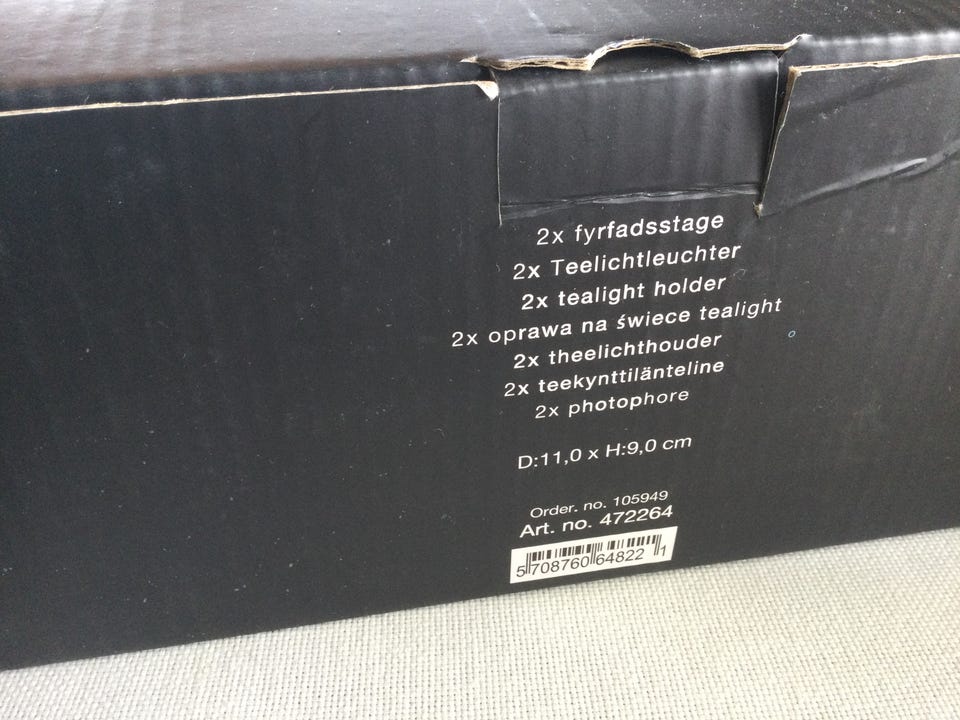 2x fyrfadsstage
2x Teelichtleuchter
2x tealight holder
2x oprawa na świece tealight
2x theelichthouder
2x teekynttilänteline
2x photophore
D:11,0 x H:9,0 cm
Order. no. 105949
Art. no. 472264
5 708760 64822 1